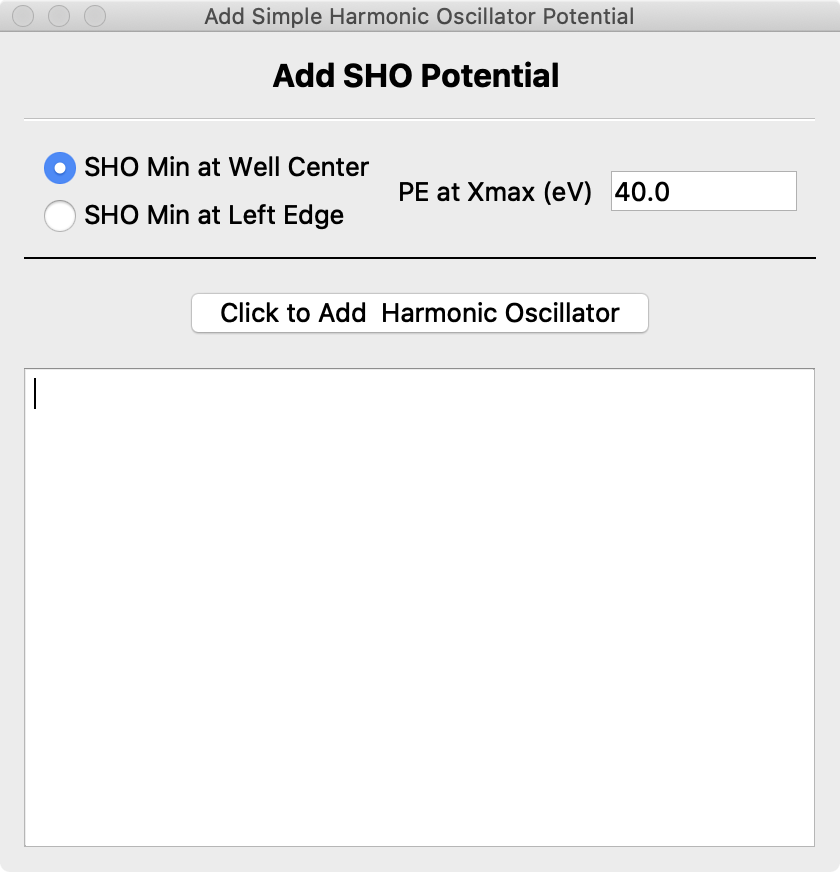 Add Simple Harmonic Oscillator Potential
Add SHO Potential
SHO Min at Well Center
SHO Min at Left Edge
PE at Xmax (eV) 40.0
Click to Add  Harmonic Oscillator